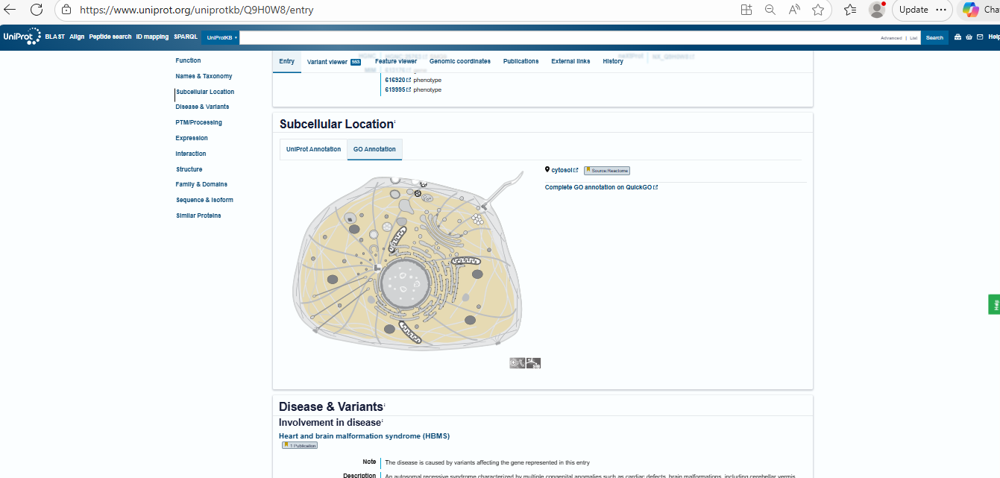 https://www.uniprot.org/uniprotkb/Q9H0W8/entry
Update
UniProt BLAST Align Peptide search ID mapping SPARQL UniProtKB Advanced | List Search Help
Function
Names & Taxonomy
Subcellular Location
Disease & Variants
PTM/Processing
Expression
Interaction
Structure
Family & Domains
Sequence & Isoform
Similar Proteins
Entry Variant viewer 553 Feature viewer Genomic coordinates Publications External links History
616920 phenotype
619995 phenotype
Subcellular Location
UniProt Annotation GO Annotation
cytosol Source:Reactome
Complete GO annotation on QuickGO
Disease & Variants
Involvement in disease
Heart and brain malformation syndrome (HBMS)
1 Publication
Note The disease is caused by variants affecting the gene represented in this entry
Description An autosomal recessive syndrome characterized by multiple congenital anomalies such as cardiac defects, brain malformations, including cerebellar vermis
Help